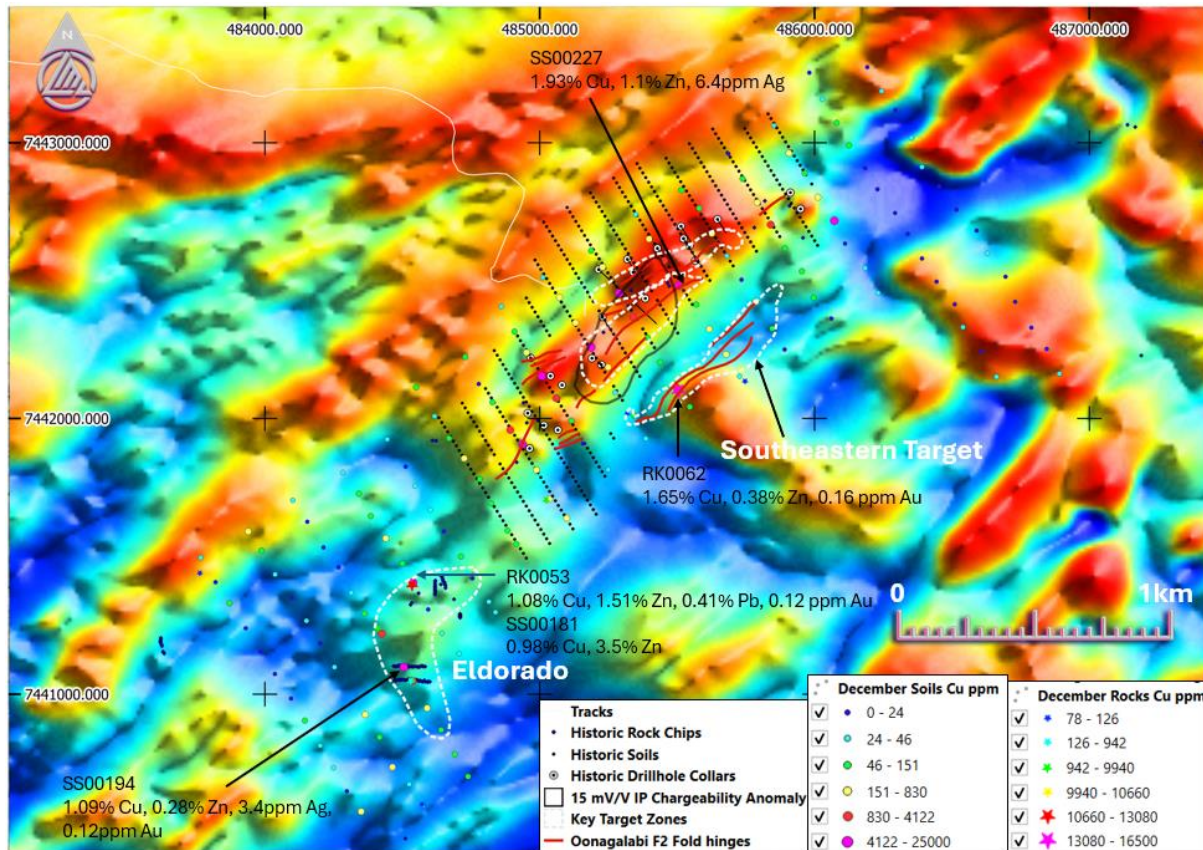 N
484000.000
485000.000
486000.000
487000.000
SS00227
1.93% Cu, 1.1% Zn, 6.4ppm Ag
7443000.000
7442000.000
Southeastern Target
RK0062
1.65% Cu, 0.38% Zn, 0.16 ppm Au
RK0053
1.08% Cu, 1.51% Zn, 0.41% Pb, 0.12 ppm Au
SS00181
0.98% Cu, 3.5% Zn
0
1km
Eldorado
7441000.000
SS00194
1.09% Cu, 0.28% Zn, 3.4ppm Ag,
0.12ppm Au
Tracks
Historic Rock Chips
Historic Soils
Historic Drillhole Collars
15 mV/V IP Chargeability Anomaly
Key Target Zones
Oonagalabi F2 Fold hinges
December Soils Cu ppm
0 - 24
24 - 46
46 - 151
151 - 830
830 - 4122
4122 - 25000
December Rocks Cu ppm
78 - 126
126 - 942
942 - 9940
9940 - 10660
10660 - 13080
13080 - 16500